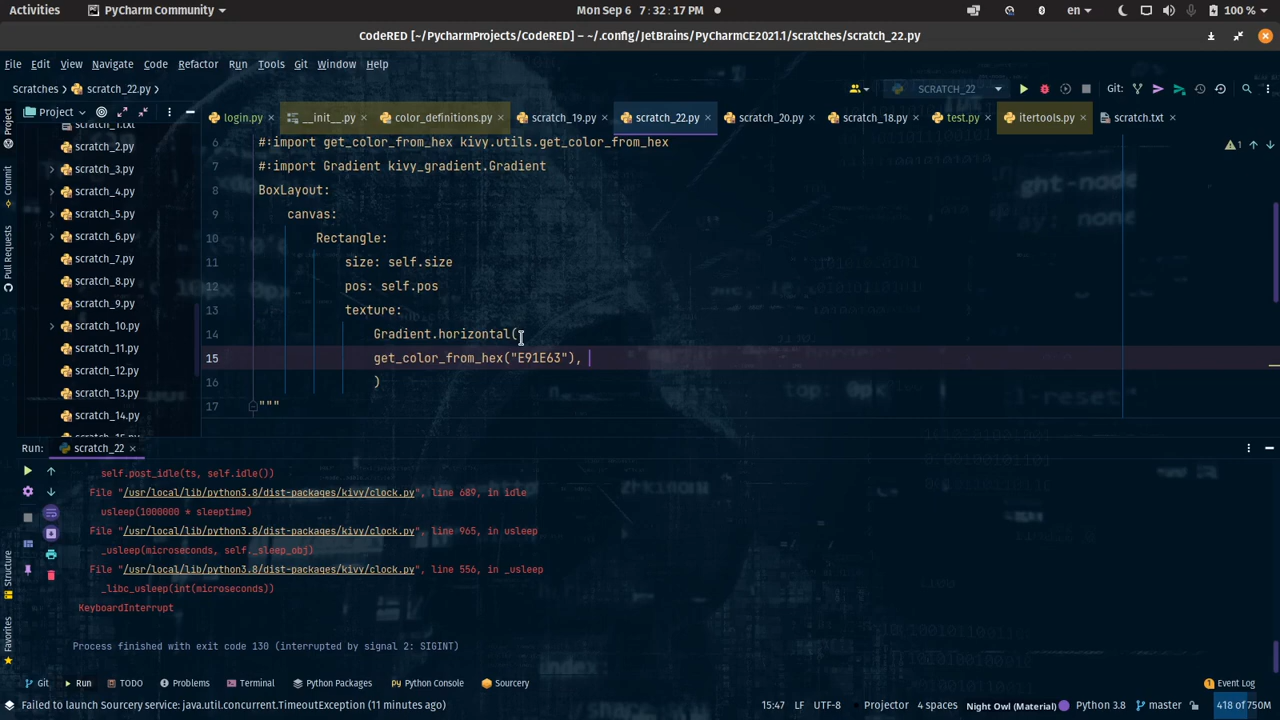 Activities PyCharm Community Mon Sep 6 7:32:17 PM en 100 %
CodeRED [~/PycharmProjects/CodeRED] – ~/.config/JetBrains/PyCharmCE2021.1/scratches/scratch_22.py
File Edit View Navigate Code Refactor Run Tools Git Window Help
Scratches scratch_22.py SCRATCH_22 Git:
Project login.py __init__.py color_definitions.py scratch_19.py scratch_22.py scratch_20.py scratch_18.py test.py itertools.py scratch.txt
scratch_1.txt
scratch_2.py
scratch_3.py
scratch_4.py
scratch_5.py
scratch_6.py
scratch_7.py
scratch_8.py
scratch_9.py
scratch_10.py
scratch_11.py
scratch_12.py
scratch_13.py
scratch_14.py
6 #:import get_color_from_hex kivy.utils.get_color_from_hex
7 #:import Gradient kivy_gradient.Gradient
8 BoxLayout:
9 canvas:
10 Rectangle:
11 size: self.size
12 pos: self.pos
13 texture:
14 Gradient.horizontal(
15 get_color_from_hex("E91E63"),
16 )
17 """
1
Project
Commit
Pull Requests
Structure
Favorites
Run: scratch_22
self.post_idle(ts, self.idle())
File "/usr/local/lib/python3.8/dist-packages/kivy/clock.py", line 689, in idle
usleep(1000000 * sleeptime)
File "/usr/local/lib/python3.8/dist-packages/kivy/clock.py", line 965, in usleep
_usleep(microseconds, self._sleep_obj)
File "/usr/local/lib/python3.8/dist-packages/kivy/clock.py", line 556, in _usleep
_libc_usleep(int(microseconds))
KeyboardInterrupt
Process finished with exit code 130 (interrupted by signal 2: SIGINT)
Git Run TODO Problems Terminal Python Packages Python Console Sourcery 1 Event Log
Failed to launch Sourcery service: java.util.concurrent.TimeoutException (11 minutes ago) 15:47 LF UTF-8 Projector 4 spaces Night Owl (Material) Python 3.8 master 418 of 750M